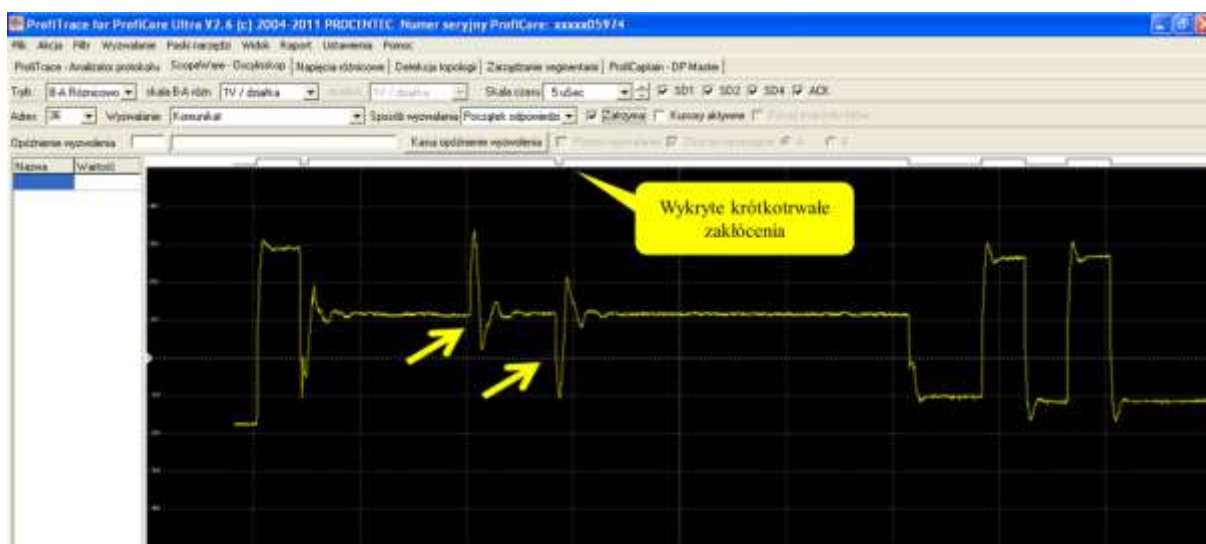 ProfiTrace for ProfiCore Ultra V2.6 (c) 2004-2011 PROCENTEC Numer seryjny ProfiCore: xxxxx05974
Plik Akcja Filtr Wyzwalanie Paski narzędzi Widok Raport Ustawienia Pomoc
ProfiTrace - Analizator protokołu ScopeWare - Oscyloskop Napięcia różnicowe Detekcja topologii Zarządzanie segmentami ProfiCaptain - DP Master
Tryb: B-A Różnicowo skala B-A różn 1V / działka 1V / działka Skala czasu 5 uSec SD1 SD2 SD4 ACK
Adres 36 Wyzwalanie Komunikat Sposób wyzwalania Początek odpowiedzi Zatrzymaj Kursory aktywne
Opóźnienie wyzwolenia Kasuj opóźnienie wyzwolenia
Nazwa Wartość
Wykryte krótkotrwałe
zakłócenia